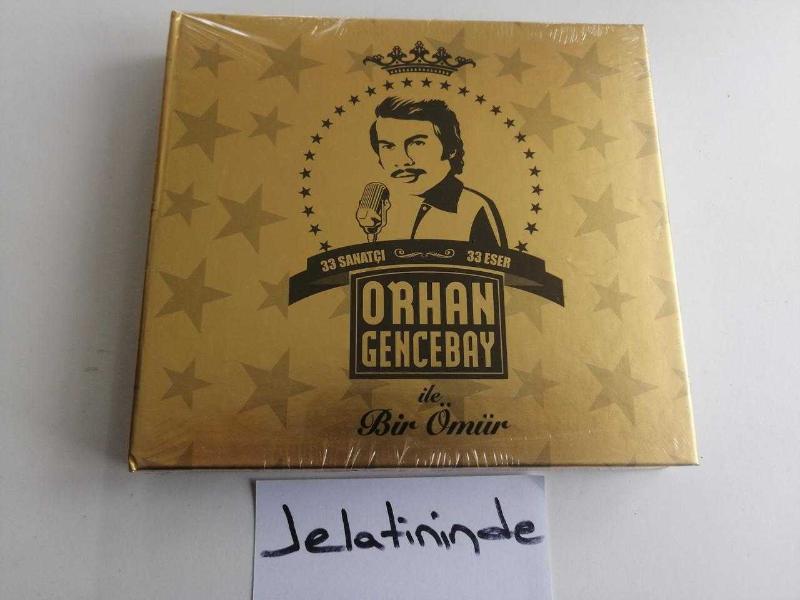 33 SANATÇI 33 ESER
ORHAN
GENCEBAY
ile
Bir Ömür
Jelatininde